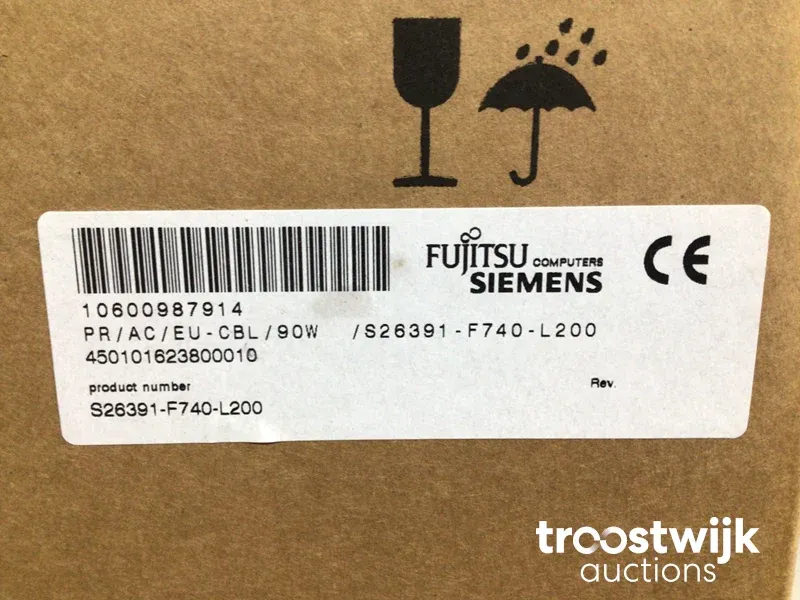 FUJITSU COMPUTERS
SIEMENS
CE
10600987914
PR/AC/EU-CBL/90W /S26391-F740-L200
450101623800010
product number
Rev.
S26391-F740-L200
troostwijk
auctions